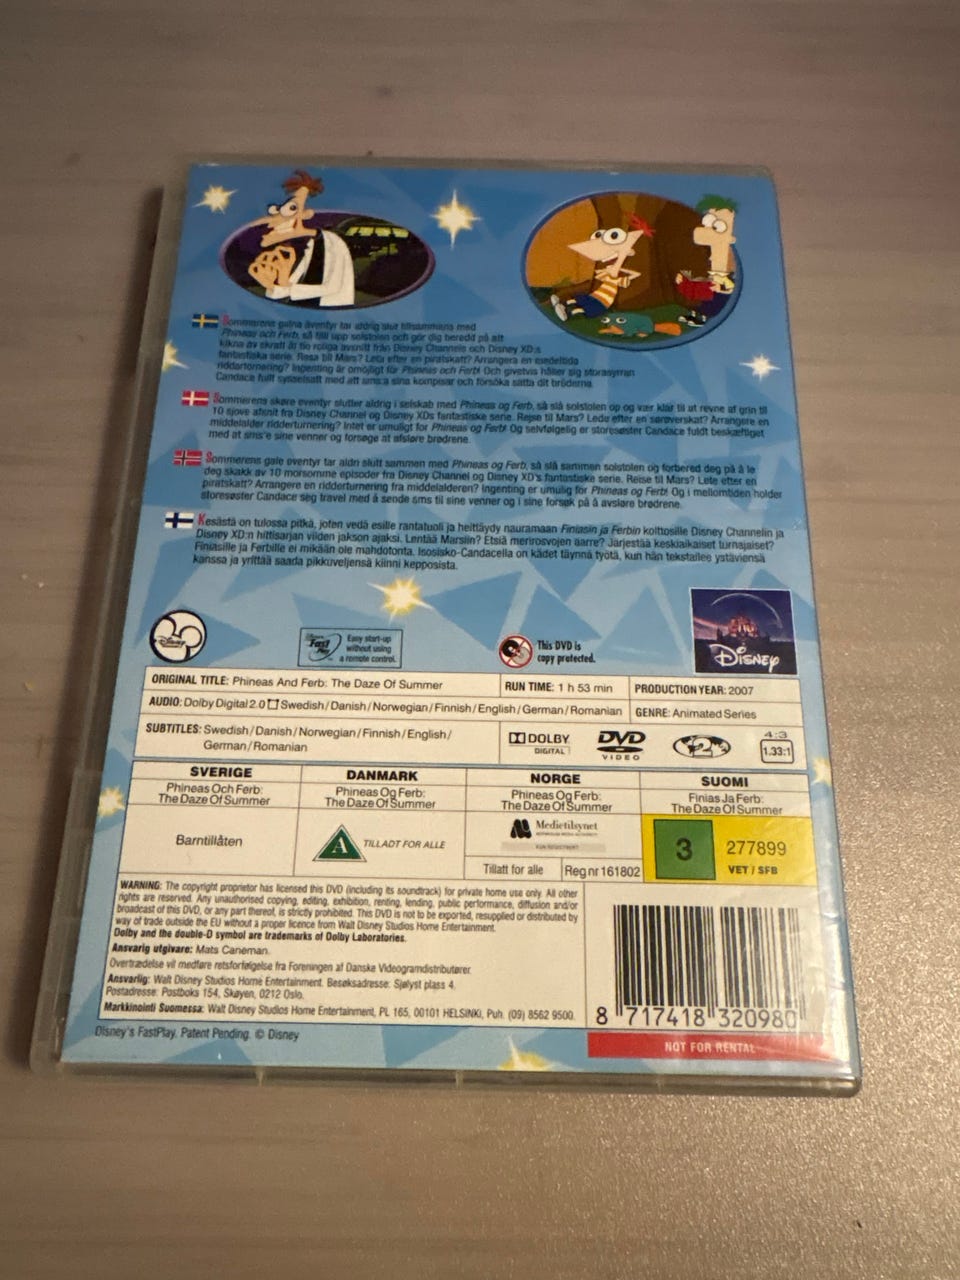 Sommarens galna äventyr tar aldrig slut tillsammans med
Phineas och Ferb, så fäll upp solstolen och gör dig beredd på att
kikna av skratt åt tio roliga avsnitt från Disney Channels och Disney XD:s
fantastiska serie. Resa till Mars? Leta efter en piratskatt? Arrangera en medeltida
riddartornering? Ingenting är omöjligt för Phineas och Ferb! Och givetvis håller sig storasyrran
Candace fullt sysselsatt med att sms:a sina kompisar och försöka sätta dit bröderna.
Sommerens skøre eventyr slutter aldrig i selskab med Phineas og Ferb, så slå solstolen op og vær klar til at revne af grin til
10 sjove afsnit fra Disney Channel og Disney XDs fantastiske serie. Rejse til Mars? Lede efter en sørøverskat? Arrangere en
middelalder ridderturnering? Intet er umuligt for Phineas og Ferb! Og selvfølgelig er storesøster Candace fuldt beskæftiget
med at sms'e sine venner og forsøge at afsløre brødrene.
Sommerens gale eventyr tar aldri slutt sammen med Phineas og Ferb, så slå sammen solstolen og forbered deg på å le
deg skakk av 10 morsomme episoder fra Disney Channel og Disney XD's fantastiske serie. Reise til Mars? Lete etter en
piratskatt? Arrangere en ridderturnering fra middelalderen? Ingenting er umulig for Phineas og Ferb! Og i mellomtiden holder
storesøster Candace seg travel med å sende sms til sine venner og i sine forsøk på å avsløre brødrene.
Kesästä on tulossa pitkä, joten vedä esille rantatuoli ja heittäydy nauramaan Finiasin ja Ferbin kolttosille Disney Channelin ja
Disney XD:n hittisarjan viiden jakson ajaksi. Lentää Marsiin? Etsiä merirosvojen aarre? Järjestää keskiaikaiset turnajaiset?
Finiasille ja Ferbille ei mikään ole mahdotonta. Isosisko-Candacella on kädet täynnä työtä, kun hän tekstailee ystäviensä
kanssa ja yrittää saada pikkuveljensä kiinni kepposista.
Disney
Disney's
Fast
Play
Easy start-up
without using
a remote control.
This DVD is
copy protected.
Disney
ORIGINAL TITLE: Phineas And Ferb: The Daze Of Summer
RUN TIME: 1 h 53 min
PRODUCTION YEAR: 2007
AUDIO: Dolby Digital 2.0 Swedish/Danish/Norwegian/Finnish/English/German/Romanian
GENRE: Animated Series
SUBTITLES: Swedish/Danish/Norwegian/Finnish/English/
German/Romanian
DOLBY
DIGITAL
DVD
VIDEO
2
4:3
1.33:1
SVERIGE
Phineas Och Ferb:
The Daze Of Summer
Barntillåten
DANMARK
Phineas Og Ferb:
The Daze Of Summer
A TILLADT FOR ALLE
NORGE
Phineas Og Ferb:
The Daze Of Summer
Medietilsynet
NORWEGIAN MEDIA AUTHORITY
KUN REGISTRERT
Tillatt for alle
Reg nr 161802
SUOMI
Finias Ja Ferb:
The Daze Of Summer
3
277899
VET / SFB
WARNING: The copyright proprietor has licensed this DVD (including its soundtrack) for private home use only. All other
rights are reserved. Any unauthorised copying, editing, exhibition, renting, lending, public performance, diffusion and/or
broadcast of this DVD, or any part thereof, is strictly prohibited. This DVD is not to be exported, resupplied or distributed by
way of trade outside the EU without a proper licence from Walt Disney Studios Home Entertainment.
Dolby and the double-D symbol are trademarks of Dolby Laboratories.
Ansvarig utgivare: Mats Caneman.
Overtrædelse vil medføre retsforfølgelse fra Foreningen af Danske Videogramdistributører.
Ansvarlig: Walt Disney Studios Home Entertainment. Besøksadresse: Sjølyst plass 4.
Postadresse: Postboks 154, Skøyen, 0212 Oslo.
Markkinointi Suomessa: Walt Disney Studios Home Entertainment, PL 165, 00101 HELSINKI, Puh. (09) 8562 9500.
8 717418 320980
NOT FOR RENTAL
Disney's FastPlay. Patent Pending. © Disney